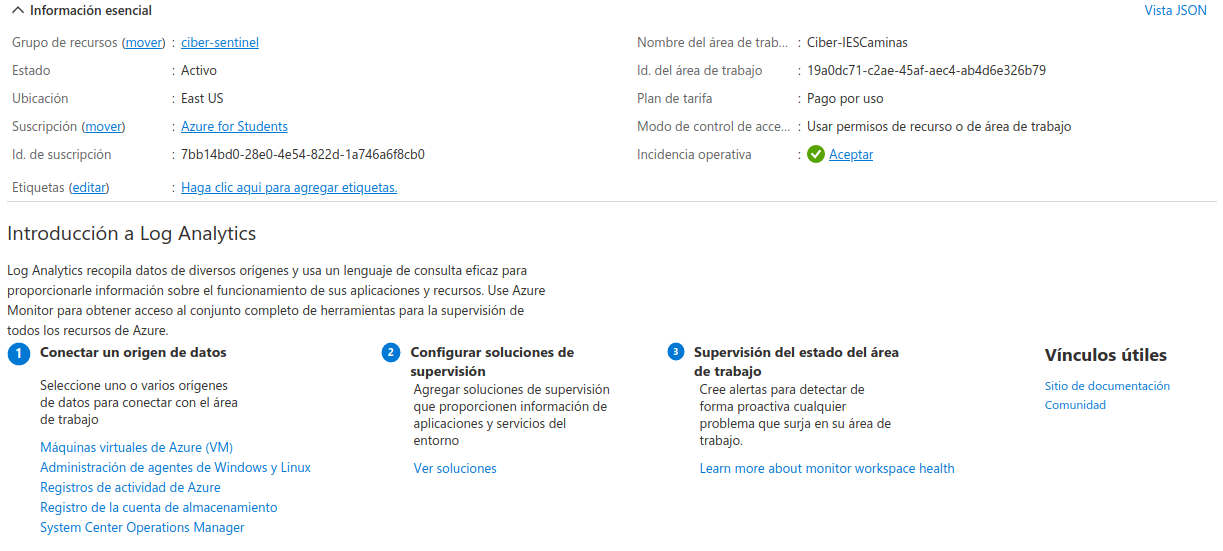 Información esencial
Vista JSON
Grupo de recursos (mover) : ciber-sentinel
Estado : Activo
Ubicación : East US
Suscripción (mover) : Azure for Students
Id. de suscripción : 7bb14bd0-28e0-4e54-822d-1a746a6f8cb0
Etiquetas (editar) : Haga clic aquí para agregar etiquetas.
Nombre del área de trab... : Ciber-IESCaminas
Id. del área de trabajo : 19a0dc71-c2ae-45af-aec4-ab4d6e326b79
Plan de tarifa : Pago por uso
Modo de control de acce... : Usar permisos de recurso o de área de trabajo
Incidencia operativa : Aceptar
Introducción a Log Analytics
Log Analytics recopila datos de diversos orígenes y usa un lenguaje de consulta eficaz para
proporcionarle información sobre el funcionamiento de sus aplicaciones y recursos. Use Azure
Monitor para obtener acceso al conjunto completo de herramientas para la supervisión de
todos los recursos de Azure.
1 Conectar un origen de datos
Seleccione uno o varios orígenes
de datos para conectar con el área
de trabajo
Máquinas virtuales de Azure (VM)
Administración de agentes de Windows y Linux
Registros de actividad de Azure
Registro de la cuenta de almacenamiento
System Center Operations Manager
2 Configurar soluciones de
supervisión
Agregar soluciones de supervisión
que proporcionen información de
aplicaciones y servicios del
entorno
Ver soluciones
3 Supervisión del estado del área
de trabajo
Cree alertas para detectar de
forma proactiva cualquier
problema que surja en su área de
trabajo.
Learn more about monitor workspace health
Vínculos útiles
Sitio de documentación
Comunidad